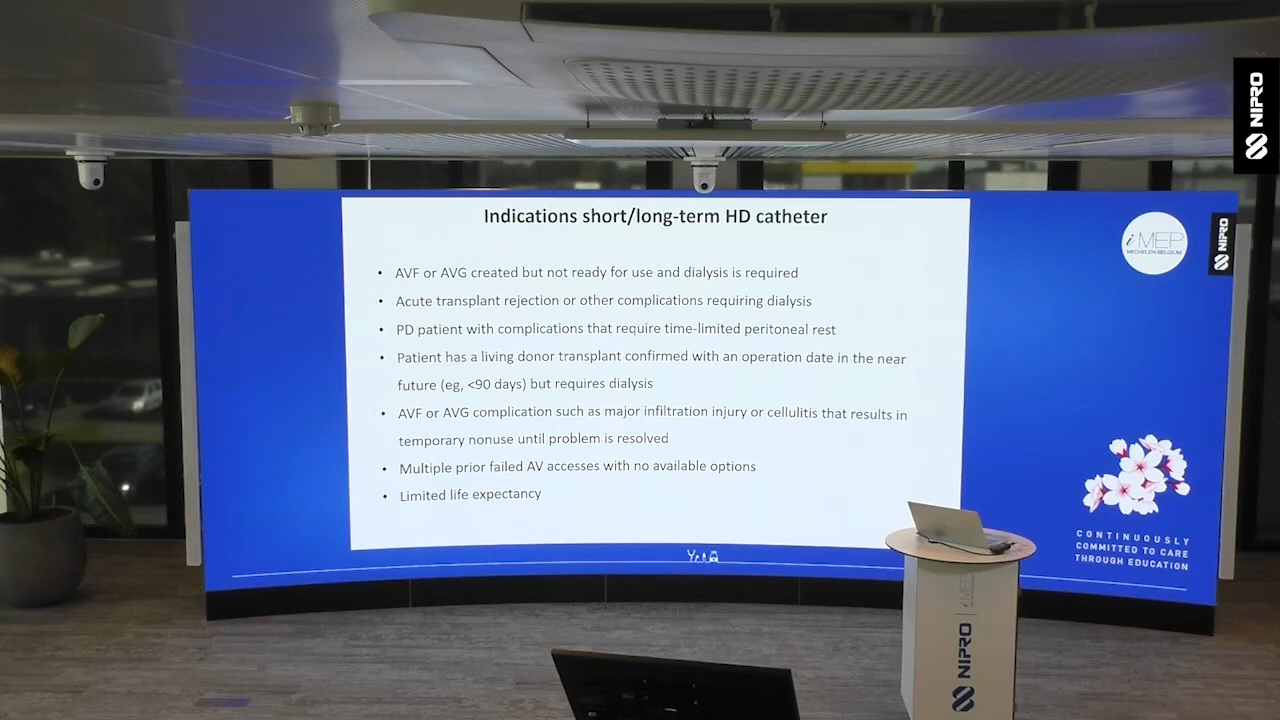 NIPRO
Indications short/long-term HD catheter
• AVF or AVG created but not ready for use and dialysis is required
• Acute transplant rejection or other complications requiring dialysis
• PD patient with complications that require time-limited peritoneal rest
• Patient has a living donor transplant confirmed with an operation date in the near
future (eg, <90 days) but requires dialysis
• AVF or AVG complication such as major infiltration injury or cellulitis that results in
temporary nonuse until problem is resolved
• Multiple prior failed AV accesses with no available options
• Limited life expectancy
iMEP
MECHELEN-BELGIUM
NIPRO
CONTINUOUSLY
COMMITTED TO CARE
THROUGH EDUCATION
NIPRO
iMEP